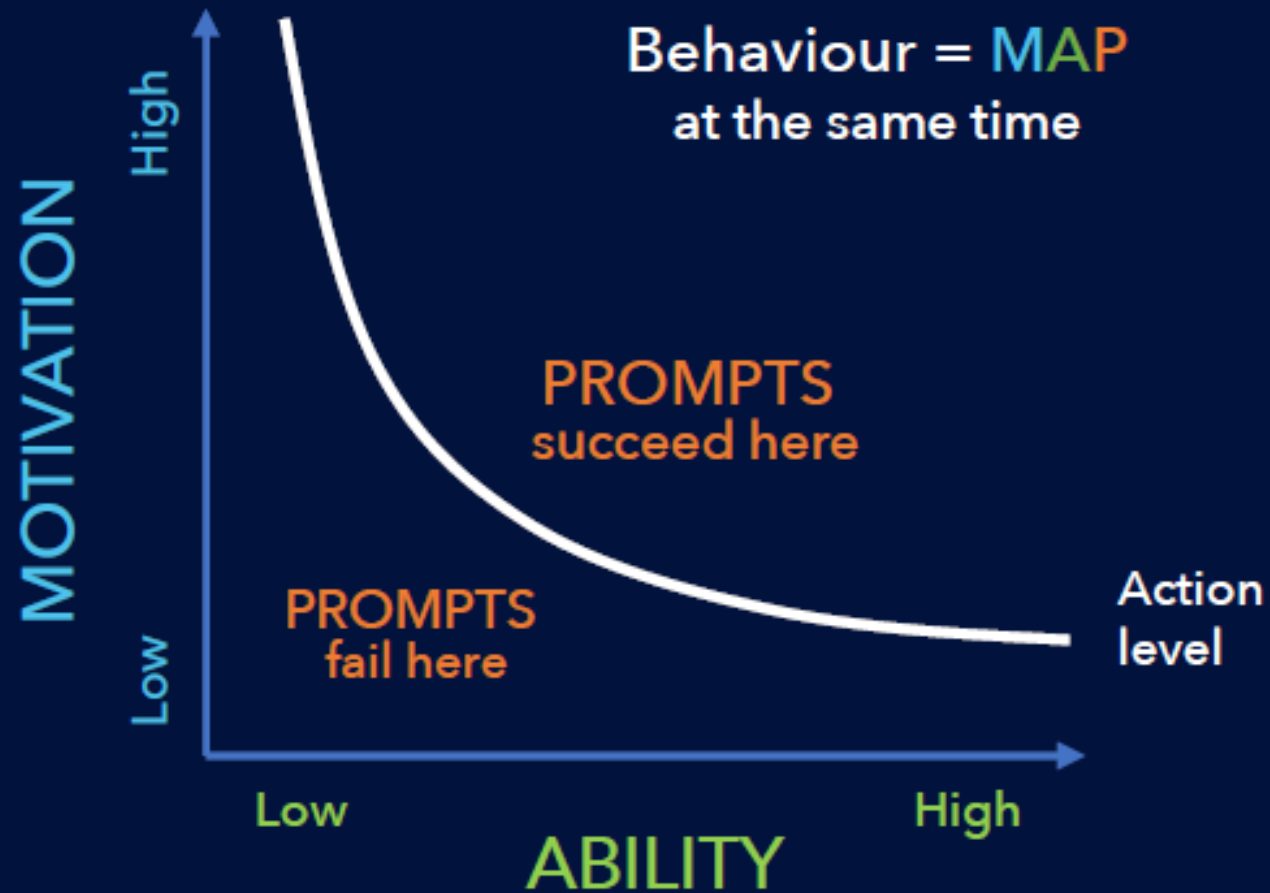 Behaviour = MAP
at the same time
MOTIVATION
High
Low
PROMPTS
succeed here
PROMPTS
fail here
Action
level
Low
High
ABILITY